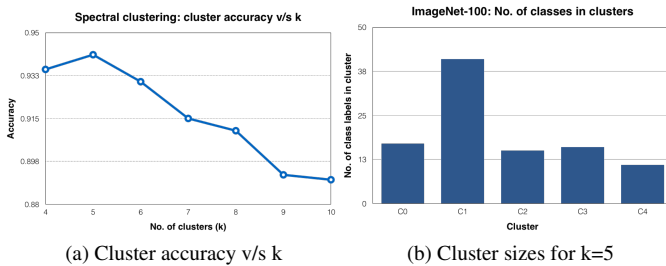 Spectral clustering: cluster accuracy v/s k
0.95
0.933
0.915
0.898
0.88
Accuracy
4 5 6 7 8 9 10
No. of clusters (k)
(a) Cluster accuracy v/s k
ImageNet-100: No. of classes in clusters
50
38
25
13
0
No. of class labels in cluster
C0 C1 C2 C3 C4
Cluster
(b) Cluster sizes for k=5